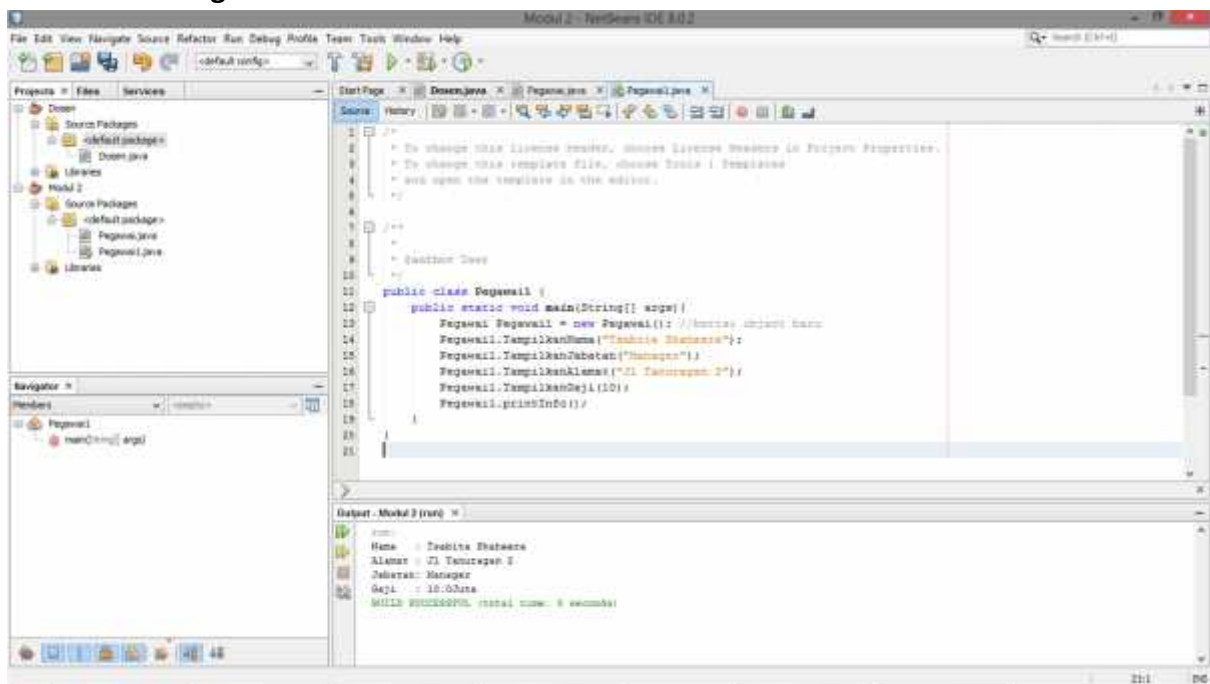 Modul 2 - NetBeans IDE 8.0.2
File Edit View Navigate Source Refactor Run Debug Profile Team Tools Window Help
Search (Ctrl+I)
<default config>
Projects Files Services
Start Page Dosen.java Pegawai.java Pegawai1.java
Source History
Dosen
Source Packages
<default package>
Dosen.java
Libraries
Modul 2
Source Packages
<default package>
Pegawai.java
Pegawai1.java
Libraries
1 /*
2 * To change this license header, choose License Headers in Project Properties.
3 * To change this template file, choose Tools | Templates
4 * and open the template in the editor.
5 */
6
7 /**
8 *
9 * @author User
10 */
11 public class Pegawai1 {
12 public static void main(String[] args){
13 Pegawai Pegawai1 = new Pegawai(); // object baru
14 Pegawai1.TampilkanNama("Tsabita");
15 Pegawai1.TampilkanJabatan("Manager");
16 Pegawai1.TampilkanAlamat("Jl 2");
17 Pegawai1.TampilkanGaji(10);
18 Pegawai1.printInfo();
19 }
20 }
21
Navigator
Members <empty>
Pegawai1
main(String[] args)
Output - Modul 2 (run)
run:
Nama : Tsabita
Alamat : Jl 2
Jabatan: Manager
Gaji : 10.0Juta
BUILD SUCCESSFUL (total time: 0 seconds)
21:1 INS